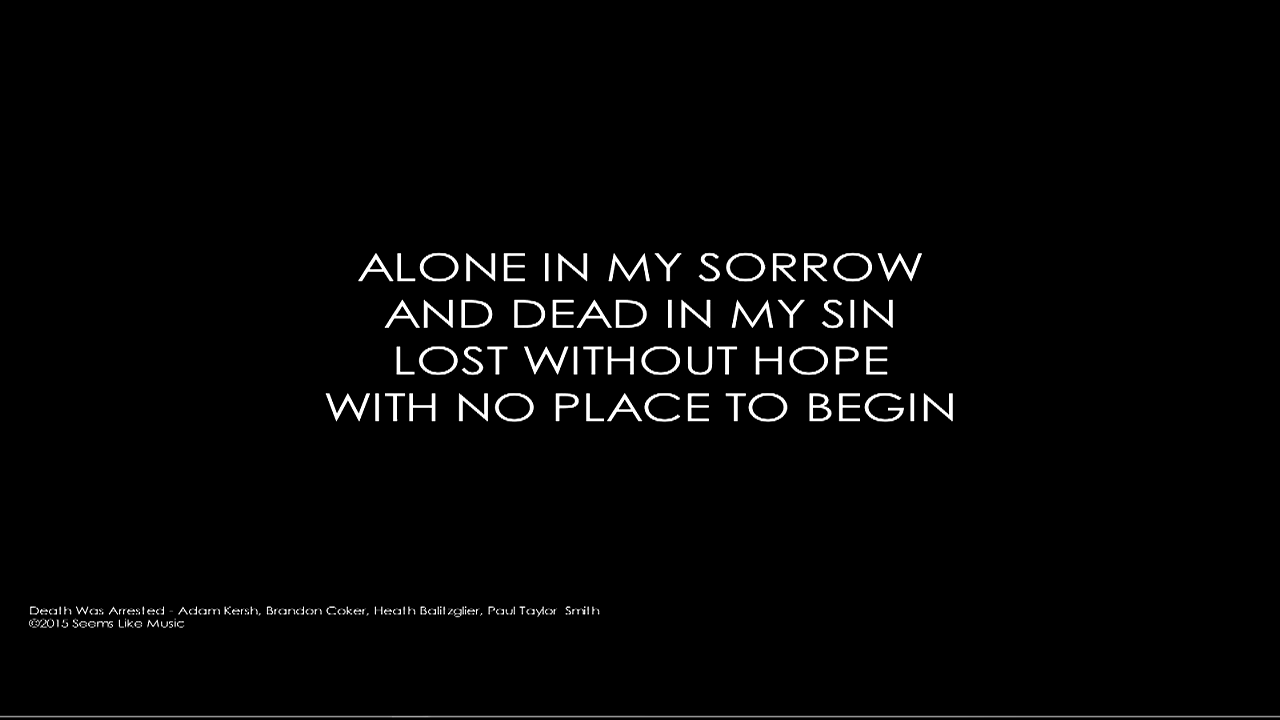 ALONE IN MY SORROW
AND DEAD IN MY SIN
LOST WITHOUT HOPE
WITH NO PLACE TO BEGIN
Death Was Arrested - Adam Kersh, Brandon Coker, Heath Balitzglier, Paul Taylor Smith
©2015 Seems Like Music